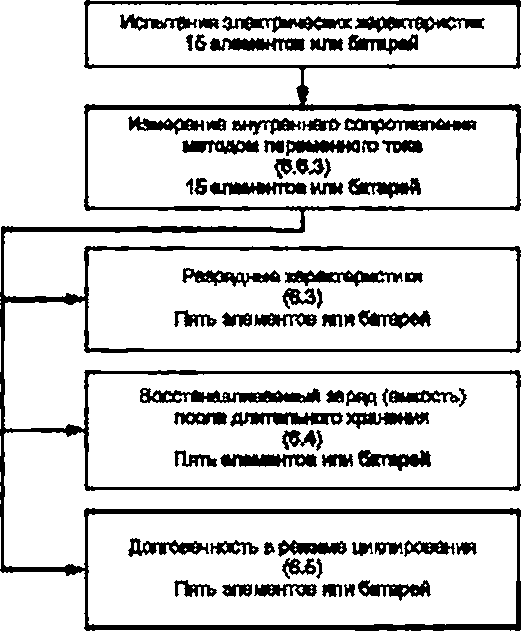 Испытания электрических характеристик
15 элементов или батарей
Измерение внутреннего сопротивления
методом переменного тока
(6.6.3)
15 элементов или батарей
Разрядные характеристики
(6.3)
Пять элементов или батарей
Восстанавливаемый заряд (емкость)
после длительного хранения
(6.4)
Пять элементов или батарей
Долговечность в режиме циклирования
(6.5)
Пять элементов или батарей